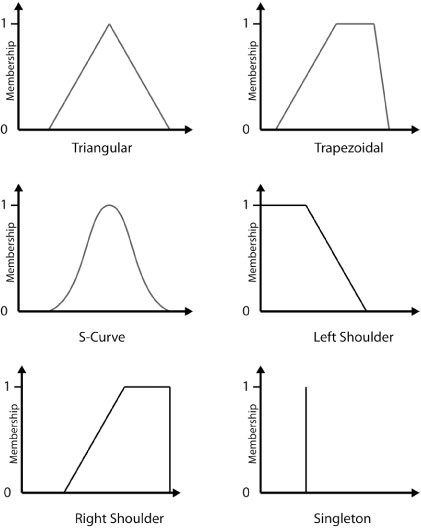 1
Membership
0
Triangular
1
Membership
0
Trapezoidal
1
Membership
0
S-Curve
1
Membership
0
Left Shoulder
1
Membership
0
Right Shoulder
1
Membership
0
Singleton